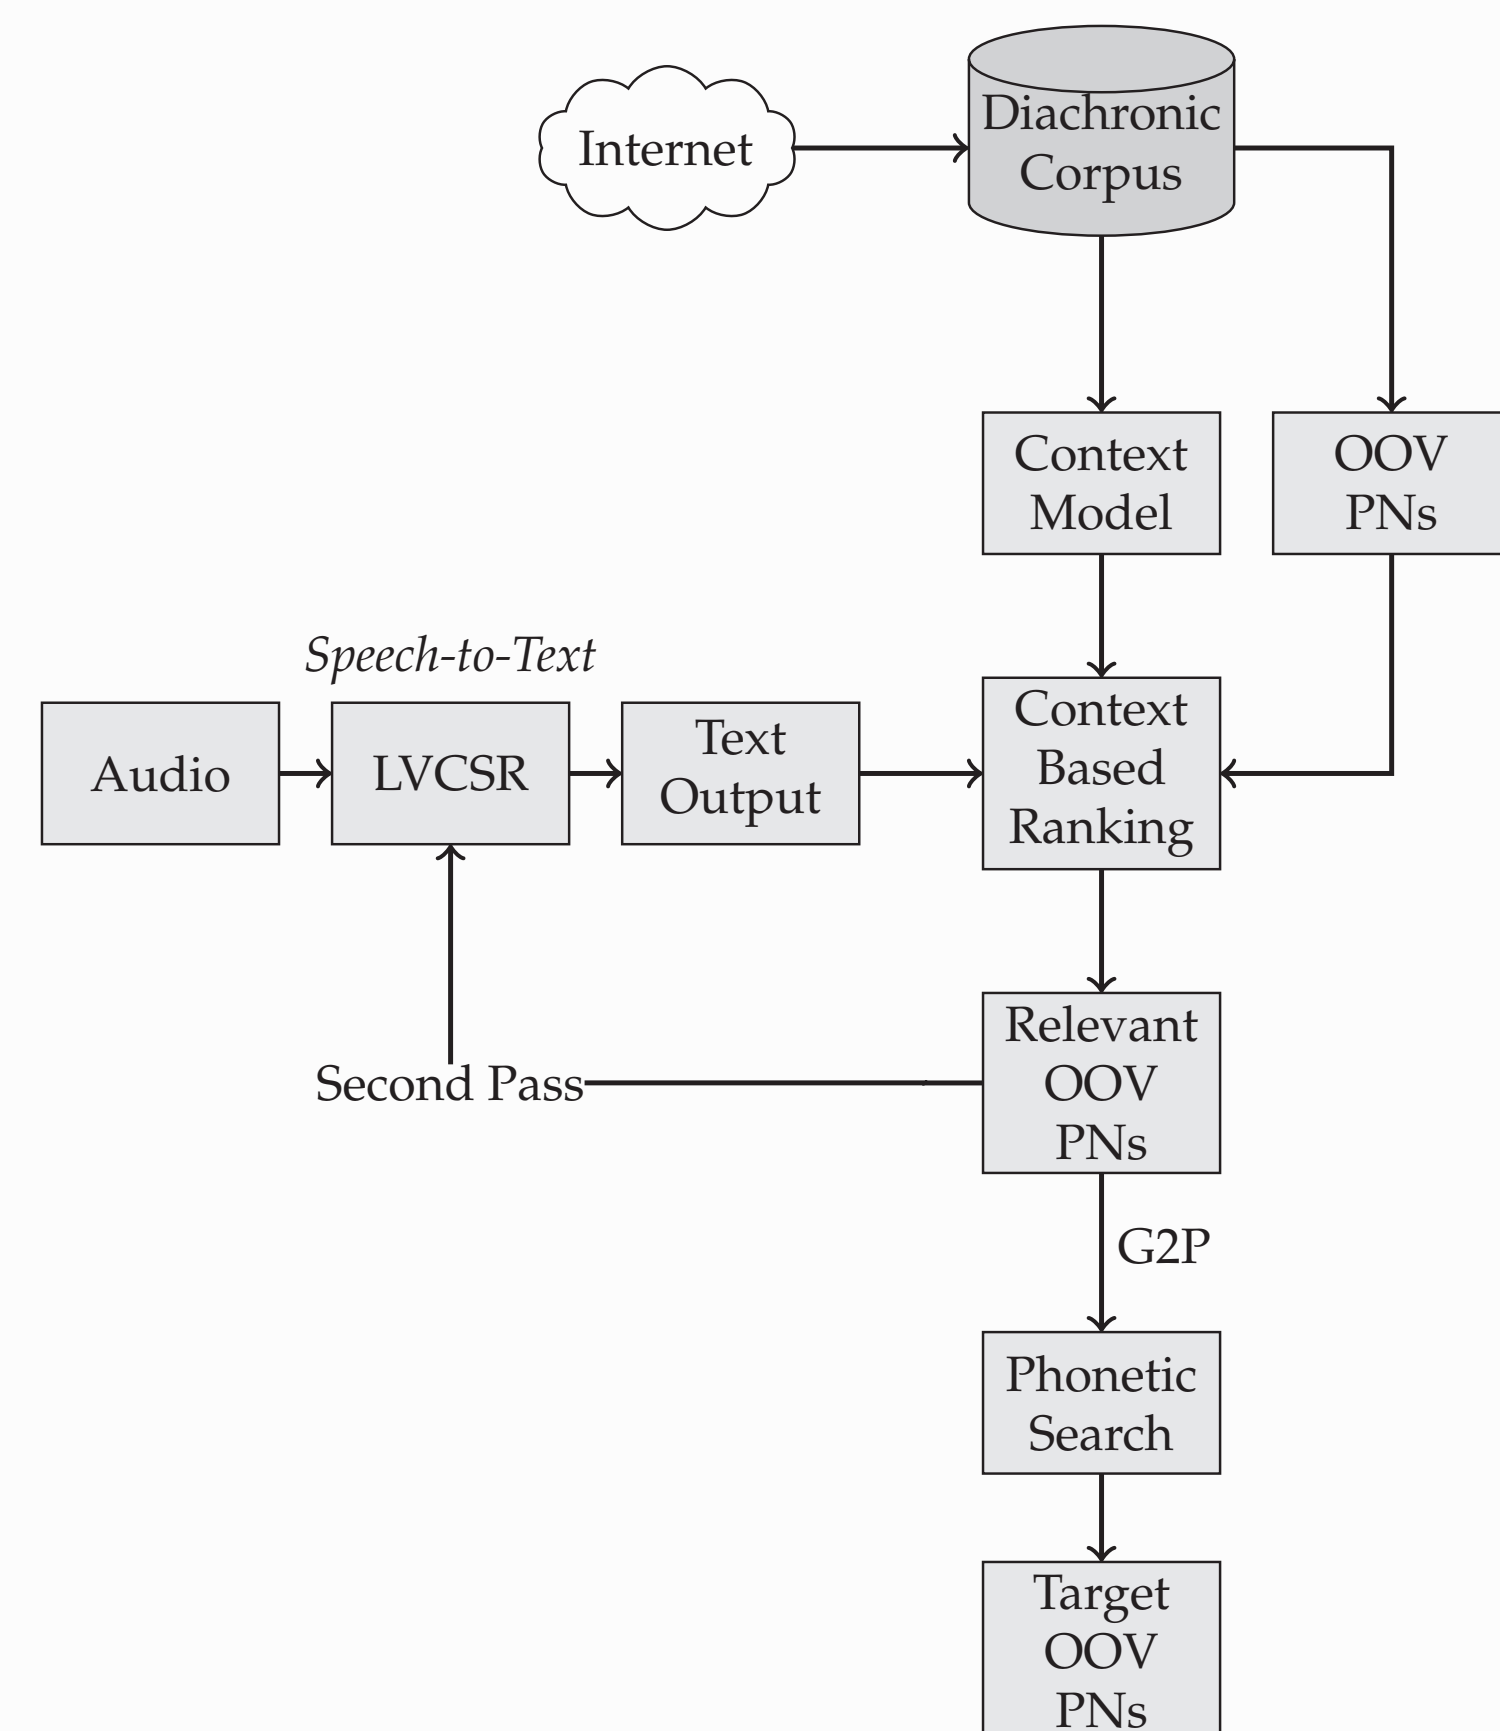 Internet
Diachronic
Corpus
Context
Model
OOV
PNs
Speech-to-Text
Audio
LVCSR
Text
Output
Context
Based
Ranking
Second Pass
Relevant
OOV
PNs
G2P
Phonetic
Search
Target
OOV
PNs